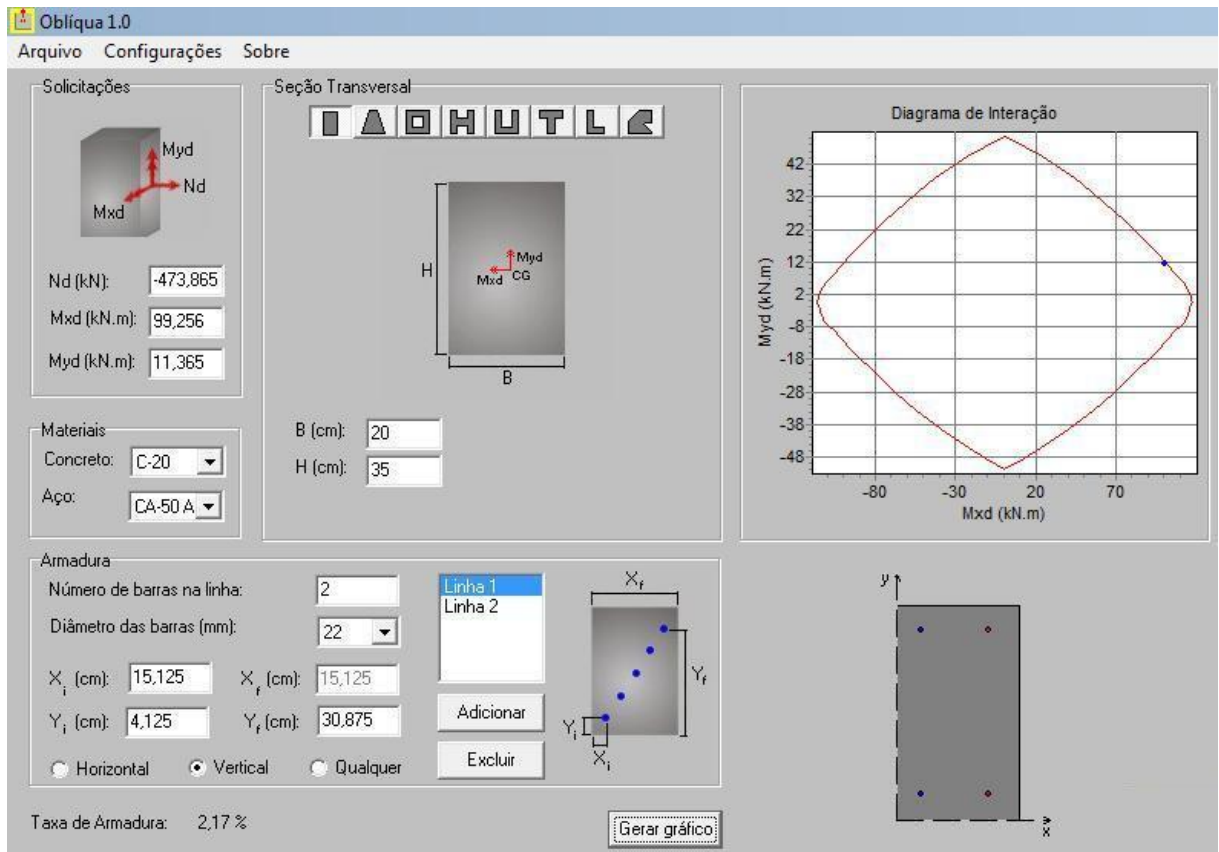 Oblíqua 1.0
Arquivo Configurações Sobre
Solicitações
Myd
Nd
Mxd
Nd (kN): -473,865
Mxd (kN.m): 99,256
Myd (kN.m): 11,365
Materiais
Concreto: C-20
Aço: CA-50 A
Seção Transversal
H
Myd
Mxd CG
B
B (cm): 20
H (cm): 35
Diagrama de Interação
Myd (kN.m)
42
32
22
12
2
-8
-18
-28
-38
-48
-80 -30 20 70
Mxd (kN.m)
Armadura
Número de barras na linha: 2
Diâmetro das barras (mm): 22
Xi (cm): 15,125 Xf (cm): 15,125
Yi (cm): 4,125 Yf (cm): 30,875
Horizontal Vertical Qualquer
Linha 1
Linha 2
Adicionar
Excluir
Xf
Yf
Yi
Xi
Taxa de Armadura: 2,17 %
Gerar gráfico
y
x